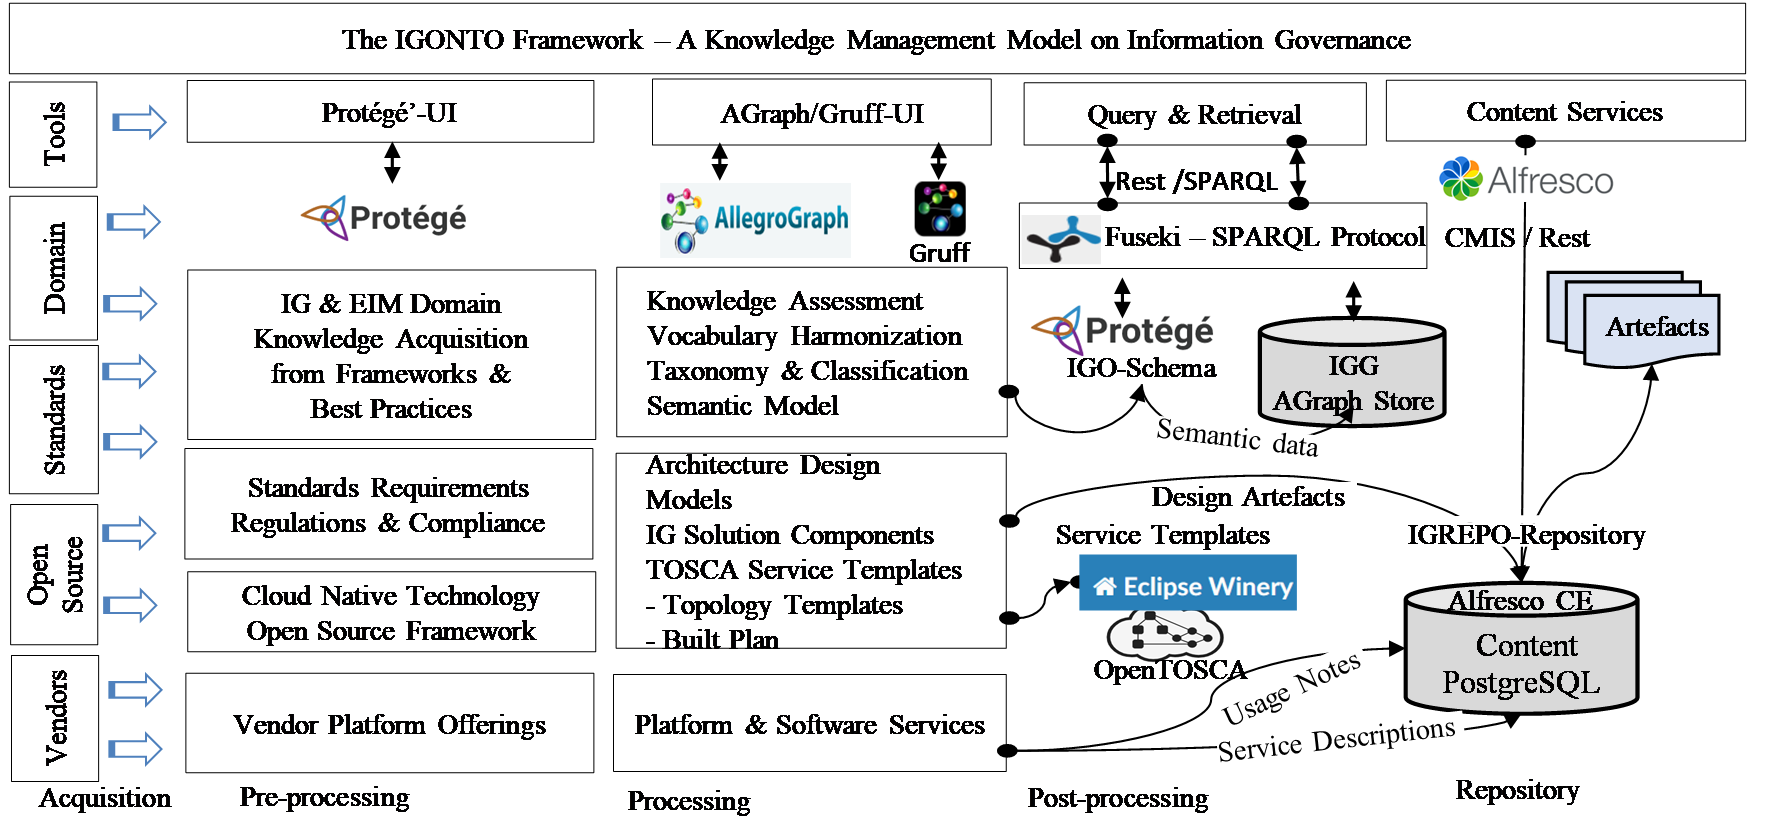 The IGONTO Framework – A Knowledge Management Model on Information Governance
Tools
Domain
Standards
Open
Source
Vendors
Acquisition
Protégé’-UI
Protégé
IG & EIM Domain
Knowledge Acquisition
from Frameworks &
Best Practices
Standards Requirements
Regulations & Compliance
Cloud Native Technology
Open Source Framework
Vendor Platform Offerings
Pre-processing
AGraph/Gruff-UI
AllegroGraph
Gruff
Knowledge Assessment
Vocabulary Harmonization
Taxonomy & Classification
Semantic Model
Architecture Design
Models
IG Solution Components
TOSCA Service Templates
- Topology Templates
- Built Plan
Platform & Software Services
Processing
Query & Retrieval
Rest /SPARQL
Fuseki – SPARQL Protocol
Protégé
IGO-Schema
IGG
AGraph Store
Semantic data
Design Artefacts
Service Templates
Eclipse Winery
OpenTOSCA
Usage Notes
Service Descriptions
Post-processing
Content Services
Alfresco
CMIS / Rest
Artefacts
IGREPO-Repository
Alfresco CE
Content
PostgreSQL
Repository